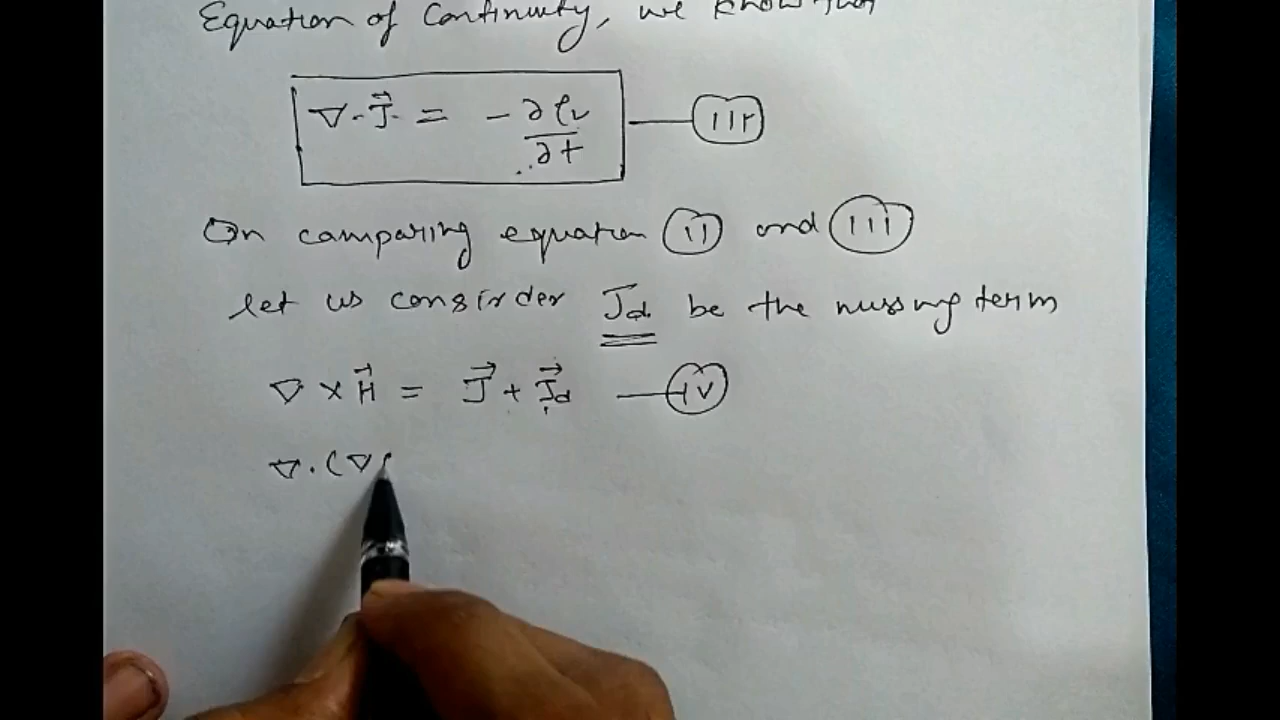 Equation of Continuity, we know that
∇·J⃗ = -∂ρv/∂t — (iii)
On comparing equation (ii) and (iii)
let us consider Jd be the missing term
∇ × H⃗ = J⃗ + J⃗d — (iv)
∇·(∇